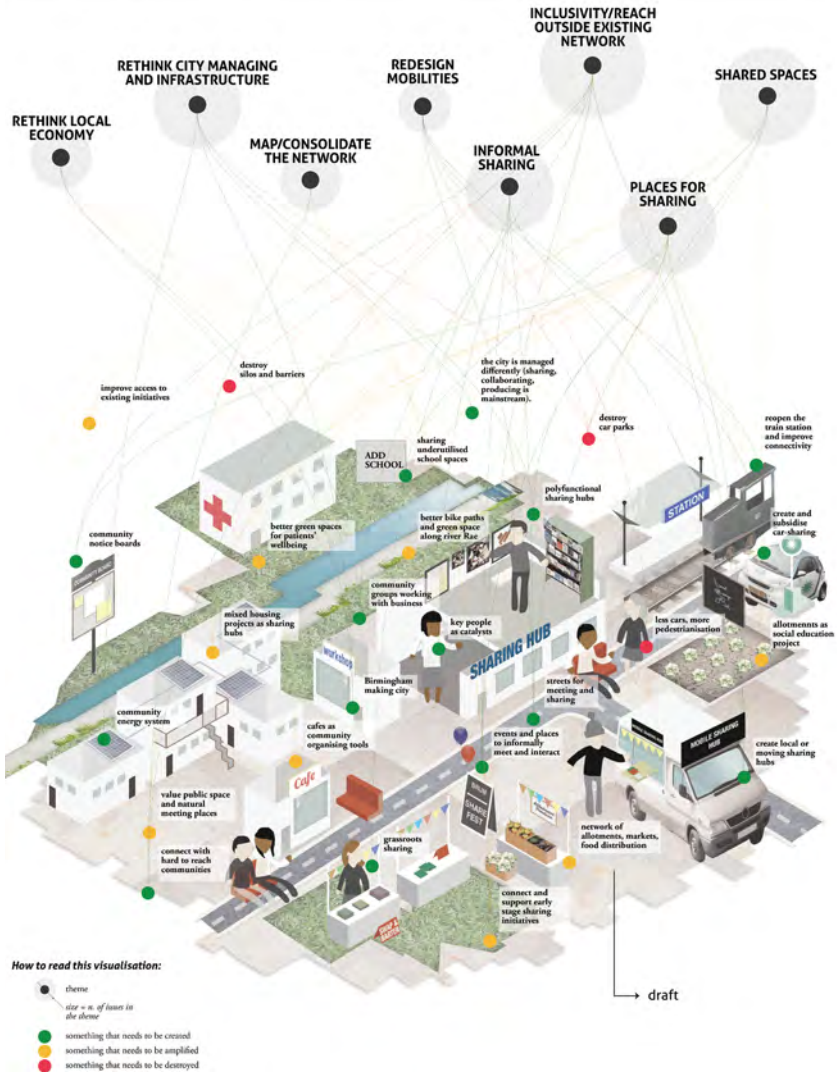 INCLUSIVITY/REACH
OUTSIDE EXISTING
NETWORK
RETHINK CITY MANAGING
AND INFRASTRUCTURE
REDESIGN
MOBILITIES
SHARED SPACES
RETHINK LOCAL
ECONOMY
MAP/CONSOLIDATE
THE NETWORK
INFORMAL
SHARING
PLACES FOR
SHARING
improve access to
existing initiatives
destroy
silos and barriers
the city is managed
differently (sharing,
collaborating,
producing is
mainstream).
destroy
car parks
reopen the
train station
and improve
connectivity
ADD
SCHOOL
sharing
underutilised
school spaces
polyfunctional
sharing hubs
STATION
create and
subsidise
car-sharing
community
notice boards
COMMUNITY BOARD
better green spaces
for patients'
wellbeing
better bike paths
and green space
along river Rae
community
groups working
with business
mixed housing
projects as sharing
hubs
key people
as catalysts
less cars, more
pedestrianisation
allotmennts as
social education
project
workshop
SHARING HUB
Birmingham
making city
streets for
meeting and
sharing
community
energy system
cafes as
community
organising tools
events and places
to informally
meet and interact
MOBILE SHARING
HUB
create local or
moving sharing
hubs
Cafe
value public space
and natural
meeting places
SHARE
FEST
connect with
hard to reach
communities
grassroots
sharing
network of
allotments, markets,
food distribution
SWAP &
BARTER
connect and
support early
stage sharing
initiatives
How to read this visualisation:
theme
size = n. of issues in
the theme
something that needs to be created
something that needs to be amplified
something that needs to be destroyed
draft